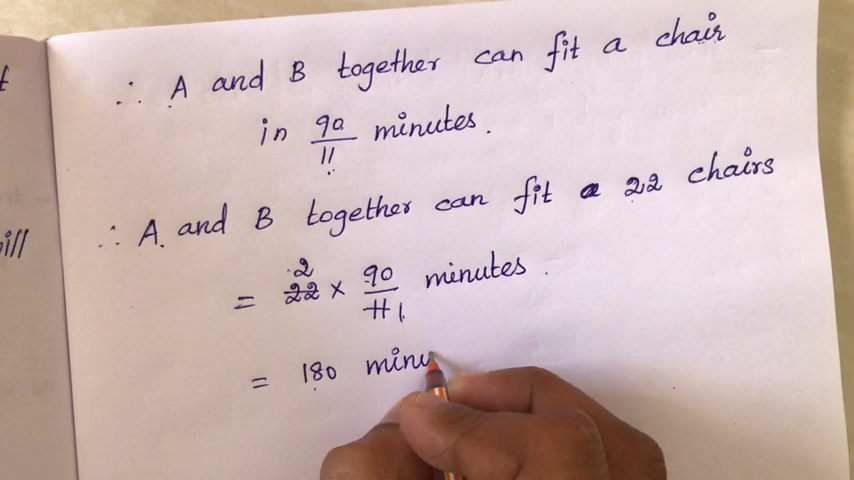 ∴ A and B together can fit a chair
in 90/11 minutes.
∴ A. and B together can fit a 22 chairs
2
= 22 × 90/11 minutes.
1
= 180 minu